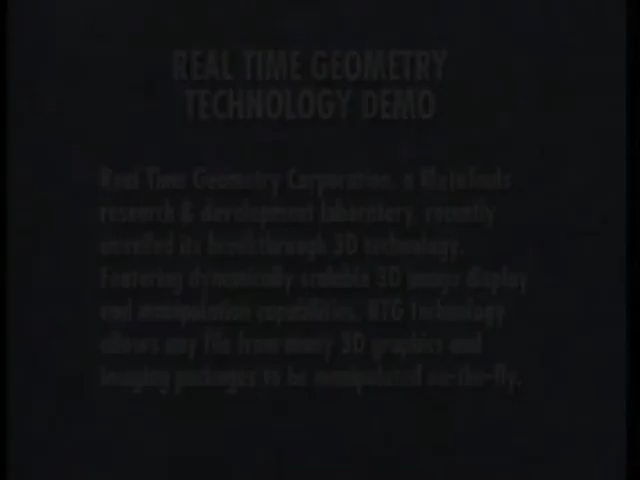 REAL TIME GEOMETRY
TECHNOLOGY DEMO
Real Time Geometry Corporation, a MetaTools
research & development laboratory, recently
unveiled its breakthrough 3D technology.
Featuring dynamically scalable 3D image display
and manipulation capabilities, RTG technology
allows any file from many 3D graphics and
imaging packages to be manipulated on-the-fly.